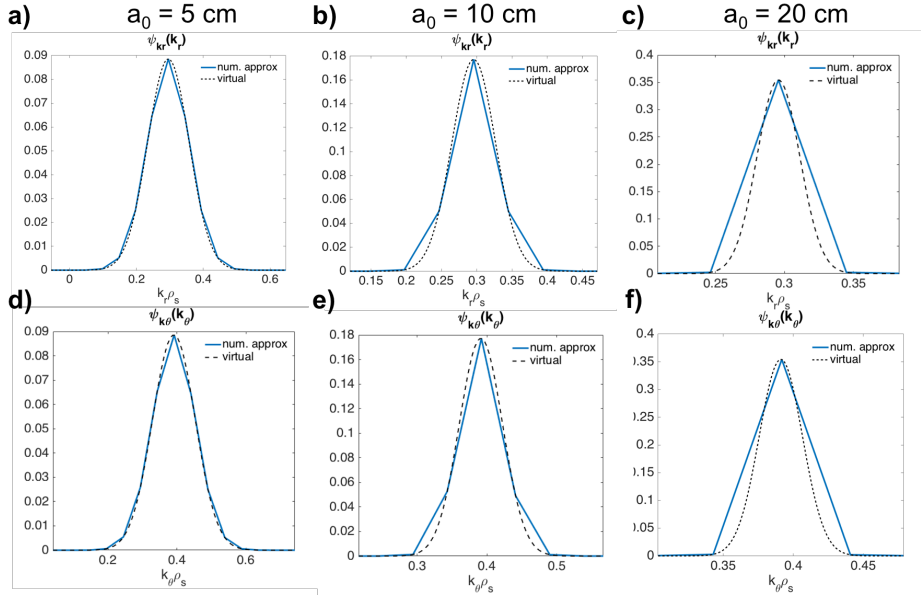 a) a₀ = 5 cm
ψkr(kr)
0.09
0.08
0.07
0.06
0.05
0.04
0.03
0.02
0.01
0
num. approx
virtual
0 0.2 0.4 0.6
krρs
b) a₀ = 10 cm
ψkr(kr)
0.18
0.16
0.14
0.12
0.1
0.08
0.06
0.04
0.02
0
num. approx
virtual
0.15 0.2 0.25 0.3 0.35 0.4 0.45
krρs
c) a₀ = 20 cm
ψkr(kr)
0.4
0.35
0.3
0.25
0.2
0.15
0.1
0.05
0
num. approx
virtual
0.25 0.3 0.35
krρs
d)
ψkθ(kθ)
0.09
0.08
0.07
0.06
0.05
0.04
0.03
0.02
0.01
0
num. approx
virtual
0.2 0.4 0.6
kθρs
e)
ψkθ(kθ)
0.18
0.16
0.14
0.12
0.1
0.08
0.06
0.04
0.02
0
num. approx
virtual
0.3 0.4 0.5
kθρs
f)
ψkθ(kθ)
0.4
0.35
0.3
0.25
0.2
0.15
0.1
0.05
0
num. approx
virtual
0.3 0.35 0.4 0.45
kθρs